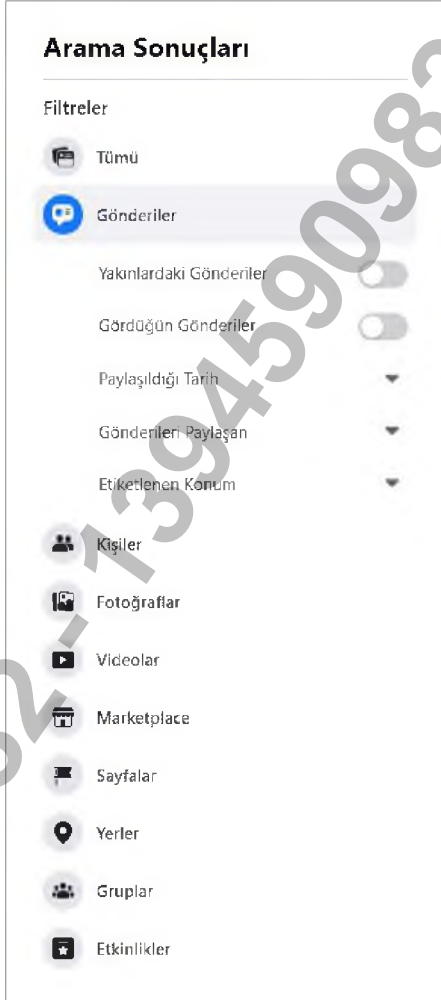 Arama Sonuçları
Filtreler
Tümü
Gönderiler
Yakınlardaki Gönderiler
Gördüğün Gönderiler
Paylaşıldığı Tarih
Gönderileri Paylaşan
Etiketlenen Konum
Kişiler
Fotoğraflar
Videolar
Marketplace
Sayfalar
Yerler
Gruplar
Etkinlikler